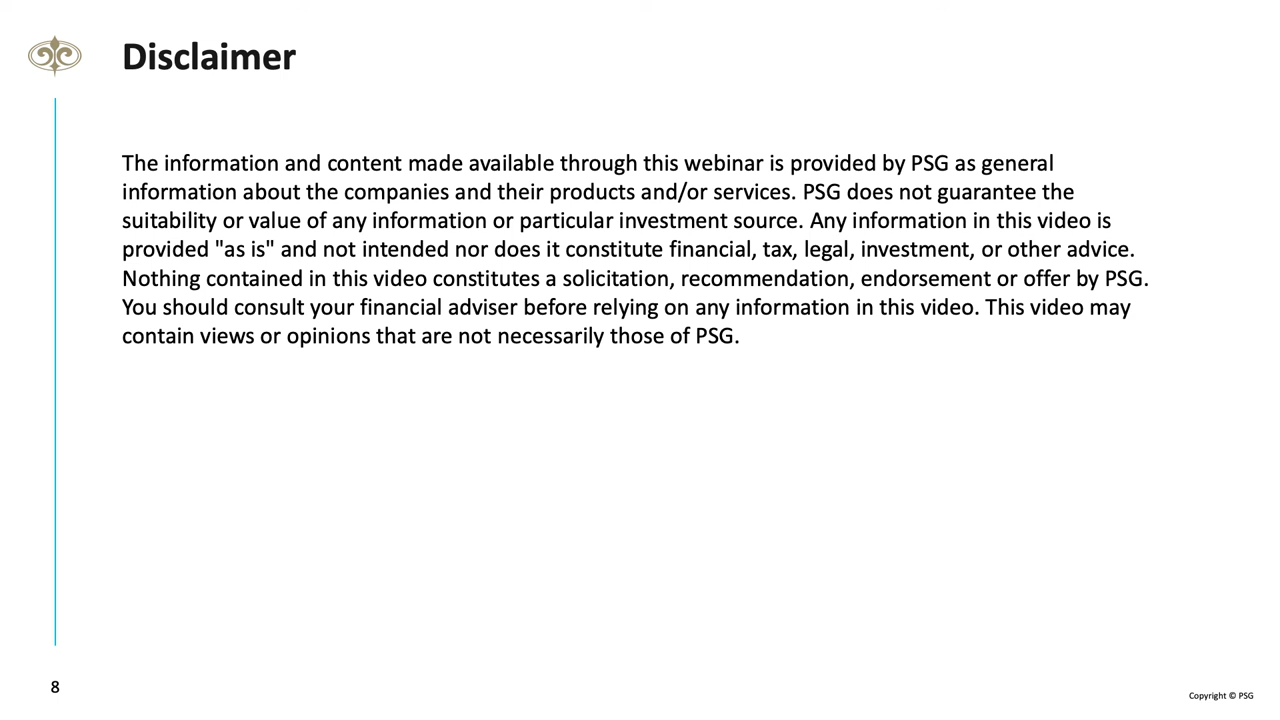 Disclaimer
The information and content made available through this webinar is provided by PSG as general
information about the companies and their products and/or services. PSG does not guarantee the
suitability or value of any information or particular investment source. Any information in this video is
provided "as is" and not intended nor does it constitute financial, tax, legal, investment, or other advice.
Nothing contained in this video constitutes a solicitation, recommendation, endorsement or offer by PSG.
You should consult your financial adviser before relying on any information in this video. This video may
contain views or opinions that are not necessarily those of PSG.
8
Copyright © PSG